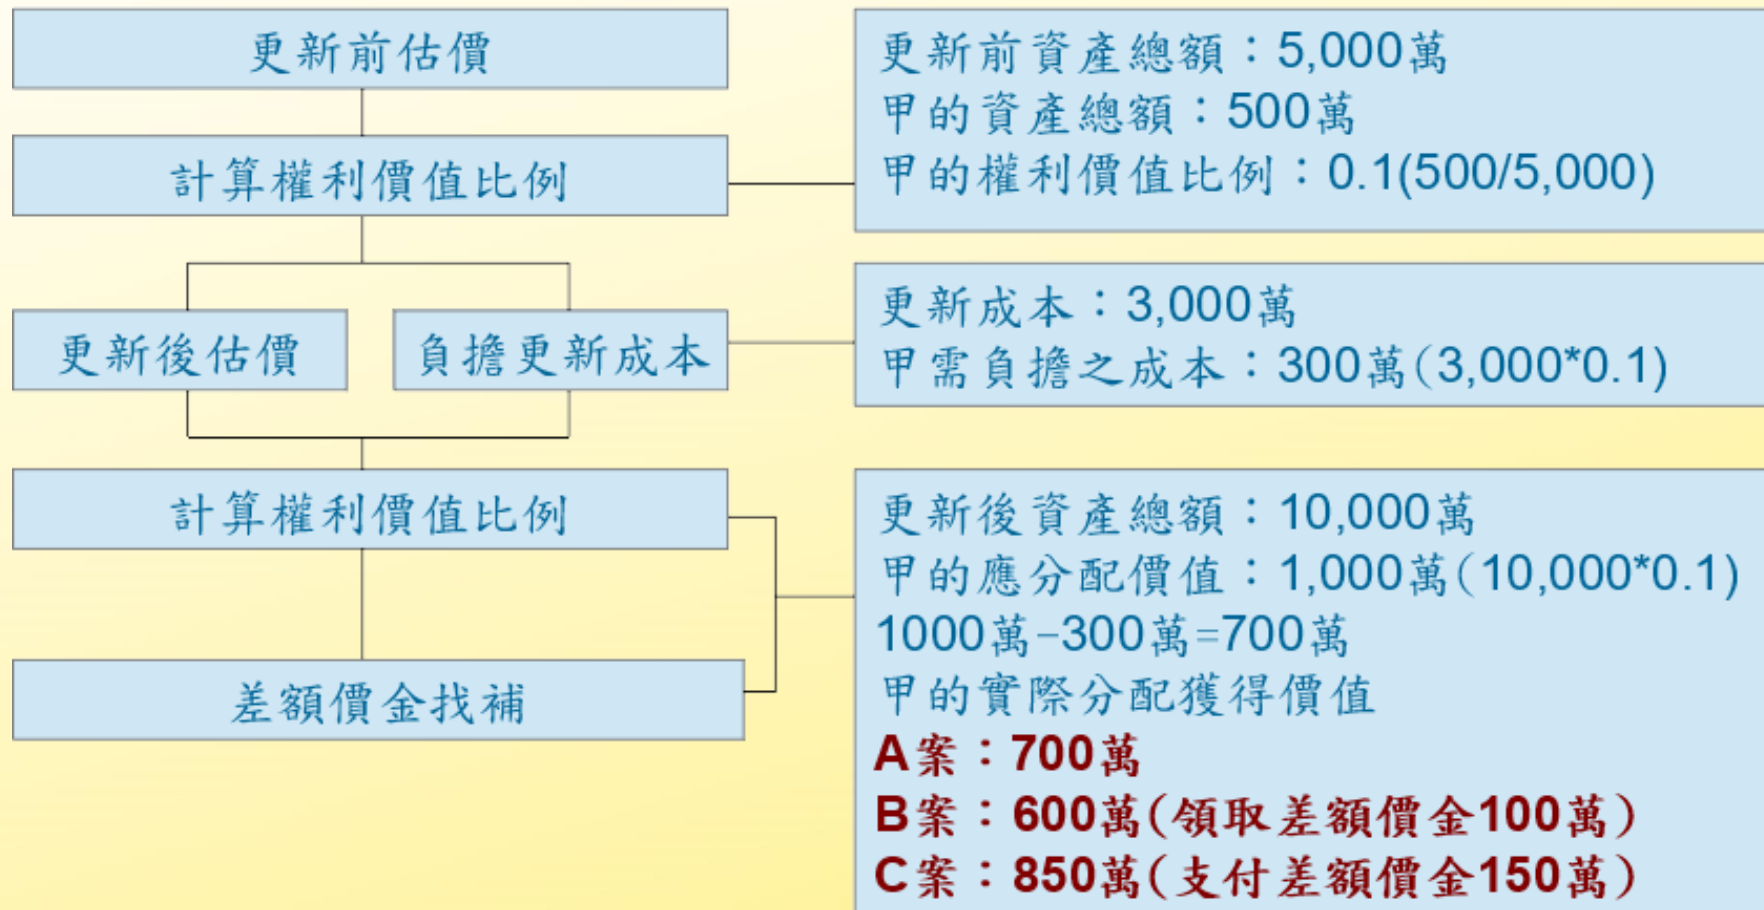 更新前估價
更新前資產總額：5,000萬
甲的資產總額：500萬
甲的權利價值比例：0.1(500/5,000)
計算權利價值比例
更新後估價
負擔更新成本
更新成本：3,000萬
甲需負擔之成本：300萬(3,000*0.1)
計算權利價值比例
差額價金找補
更新後資產總額：10,000萬
甲的應分配價值：1,000萬(10,000*0.1)
1000萬-300萬=700萬
甲的實際分配獲得價值
A案：700萬
B案：600萬(領取差額價金100萬)
C案：850萬(支付差額價金150萬)